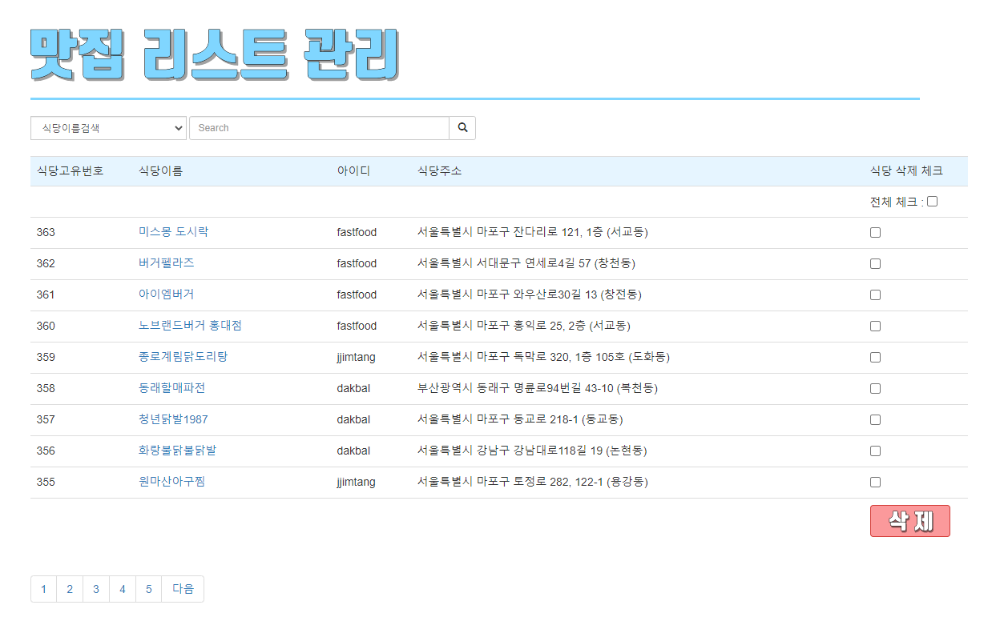 맛집 리스트 관리
식당이름검색 Search
식당고유번호 식당이름 아이디 식당주소 식당 삭제 체크
전체 체크 :
363 미스몽 도시락 fastfood 서울특별시 마포구 잔다리로 121, 1층 (서교동)
362 버거펠라즈 fastfood 서울특별시 서대문구 연세로4길 57 (창천동)
361 아이엠버거 fastfood 서울특별시 마포구 와우산로30길 13 (창전동)
360 노브랜드버거 홍대점 fastfood 서울특별시 마포구 홍익로 25, 2층 (서교동)
359 종로계림닭도리탕 jjimtang 서울특별시 마포구 독막로 320, 1층 105호 (도화동)
358 동래할매파전 dakbal 부산광역시 동래구 명륜로94번길 43-10 (복천동)
357 청년닭발1987 dakbal 서울특별시 마포구 동교로 218-1 (동교동)
356 화랑불닭불닭발 dakbal 서울특별시 강남구 강남대로118길 19 (논현동)
355 원마산아구찜 jjimtang 서울특별시 마포구 토정로 282, 122-1 (용강동)
삭제
1 2 3 4 5 다음